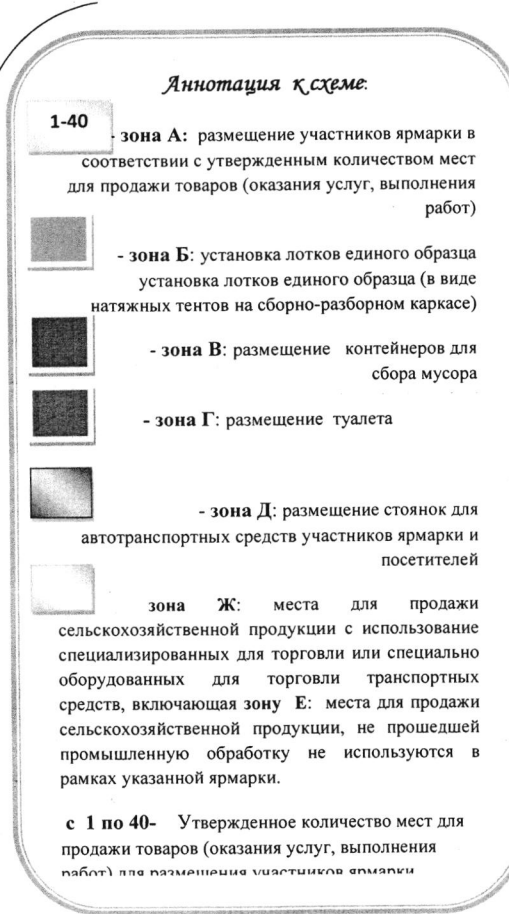 Аннотация к схеме:
1-40
- зона А: размещение участников ярмарки в
соответствии с утвержденным количеством мест
для продажи товаров (оказания услуг, выполнения
работ)
- зона Б: установка лотков единого образца
установка лотков единого образца (в виде
натяжных тентов на сборно-разборном каркасе)
- зона В: размещение контейнеров для
сбора мусора
- зона Г: размещение туалета
- зона Д: размещение стоянок для
автотранспортных средств участников ярмарки и
посетителей
зона Ж: места для продажи
сельскохозяйственной продукции с использование
специализированных для торговли или специально
оборудованных для торговли транспортных
средств, включающая зону Е: места для продажи
сельскохозяйственной продукции, не прошедшей
промышленную обработку не используются в
рамках указанной ярмарки.
с 1 по 40- Утвержденное количество мест для
продажи товаров (оказания услуг, выполнения
работ) для размещения участников ярмарки